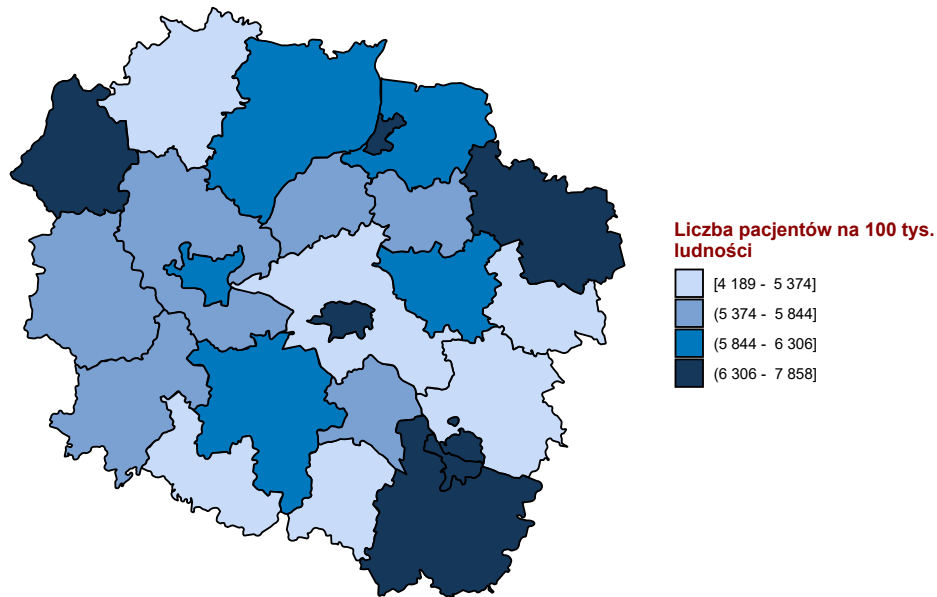 Liczba pacjentów na 100 tys.
ludności
[4 189 - 5 374]
(5 374 - 5 844]
(5 844 - 6 306]
(6 306 - 7 858]